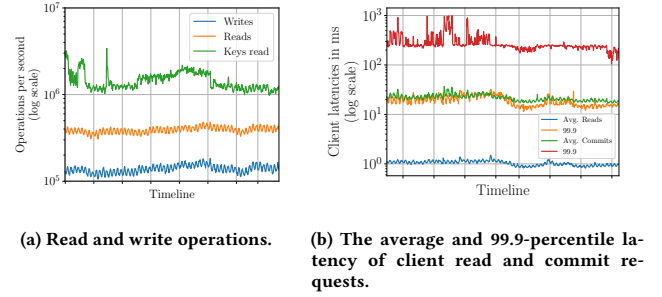 10^7
10^6
10^5
Operations per second
(log scale)
Writes
Reads
Keys read
Timeline
(a) Read and write operations.
10^3
10^2
10^1
10^0
Client latencies in ms
(log scale)
Avg. Reads
99.9
Avg. Commits
99.9
Timeline
(b) The average and 99.9-percentile la-
tency of client read and commit re-
quests.